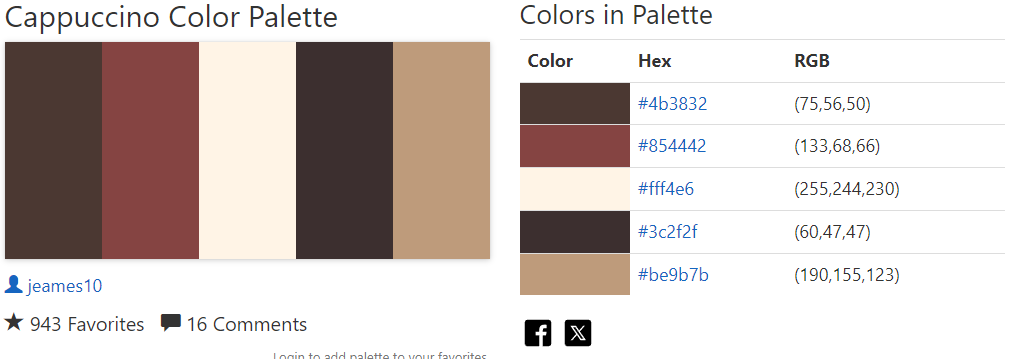 Cappuccino Color Palette
jeames10
943 Favorites 16 Comments
Login to add palette to your favorites
Colors in Palette
Color Hex RGB
#4b3832 (75,56,50)
#854442 (133,68,66)
#fff4e6 (255,244,230)
#3c2f2f (60,47,47)
#be9b7b (190,155,123)